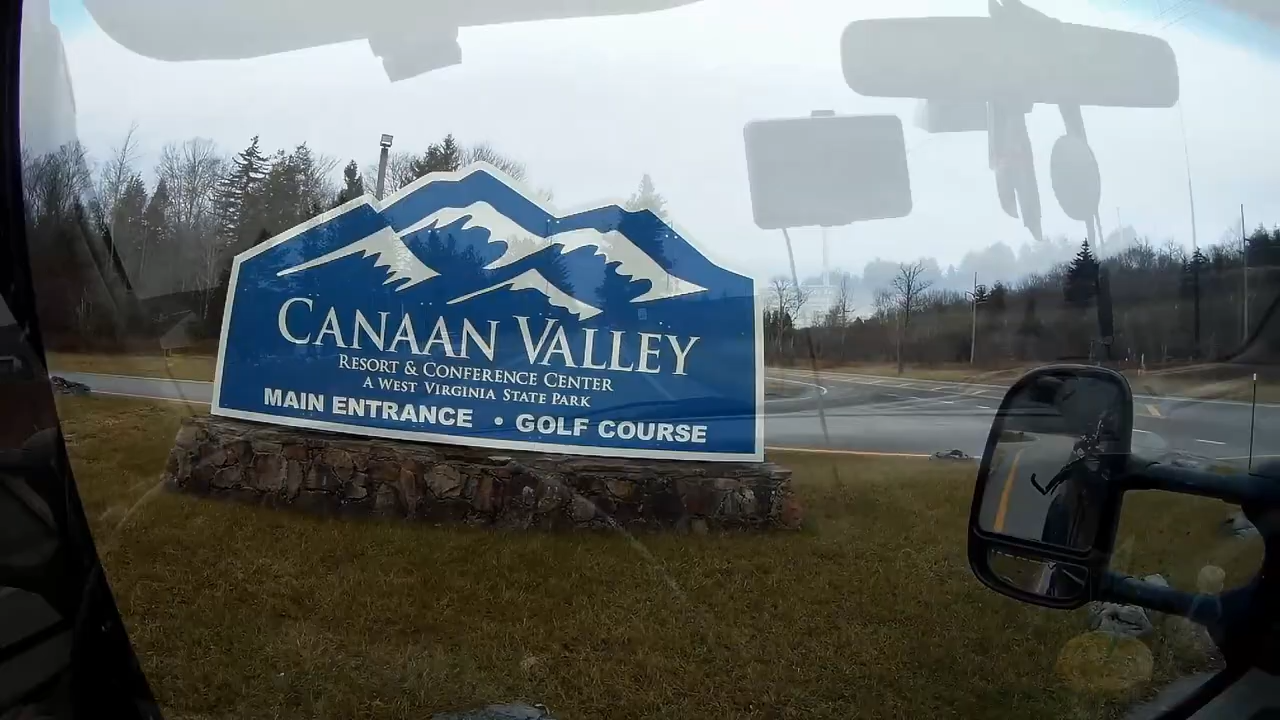 CANAAN VALLEY
RESORT & CONFERENCE CENTER
A WEST VIRGINIA STATE PARK
MAIN ENTRANCE • GOLF COURSE